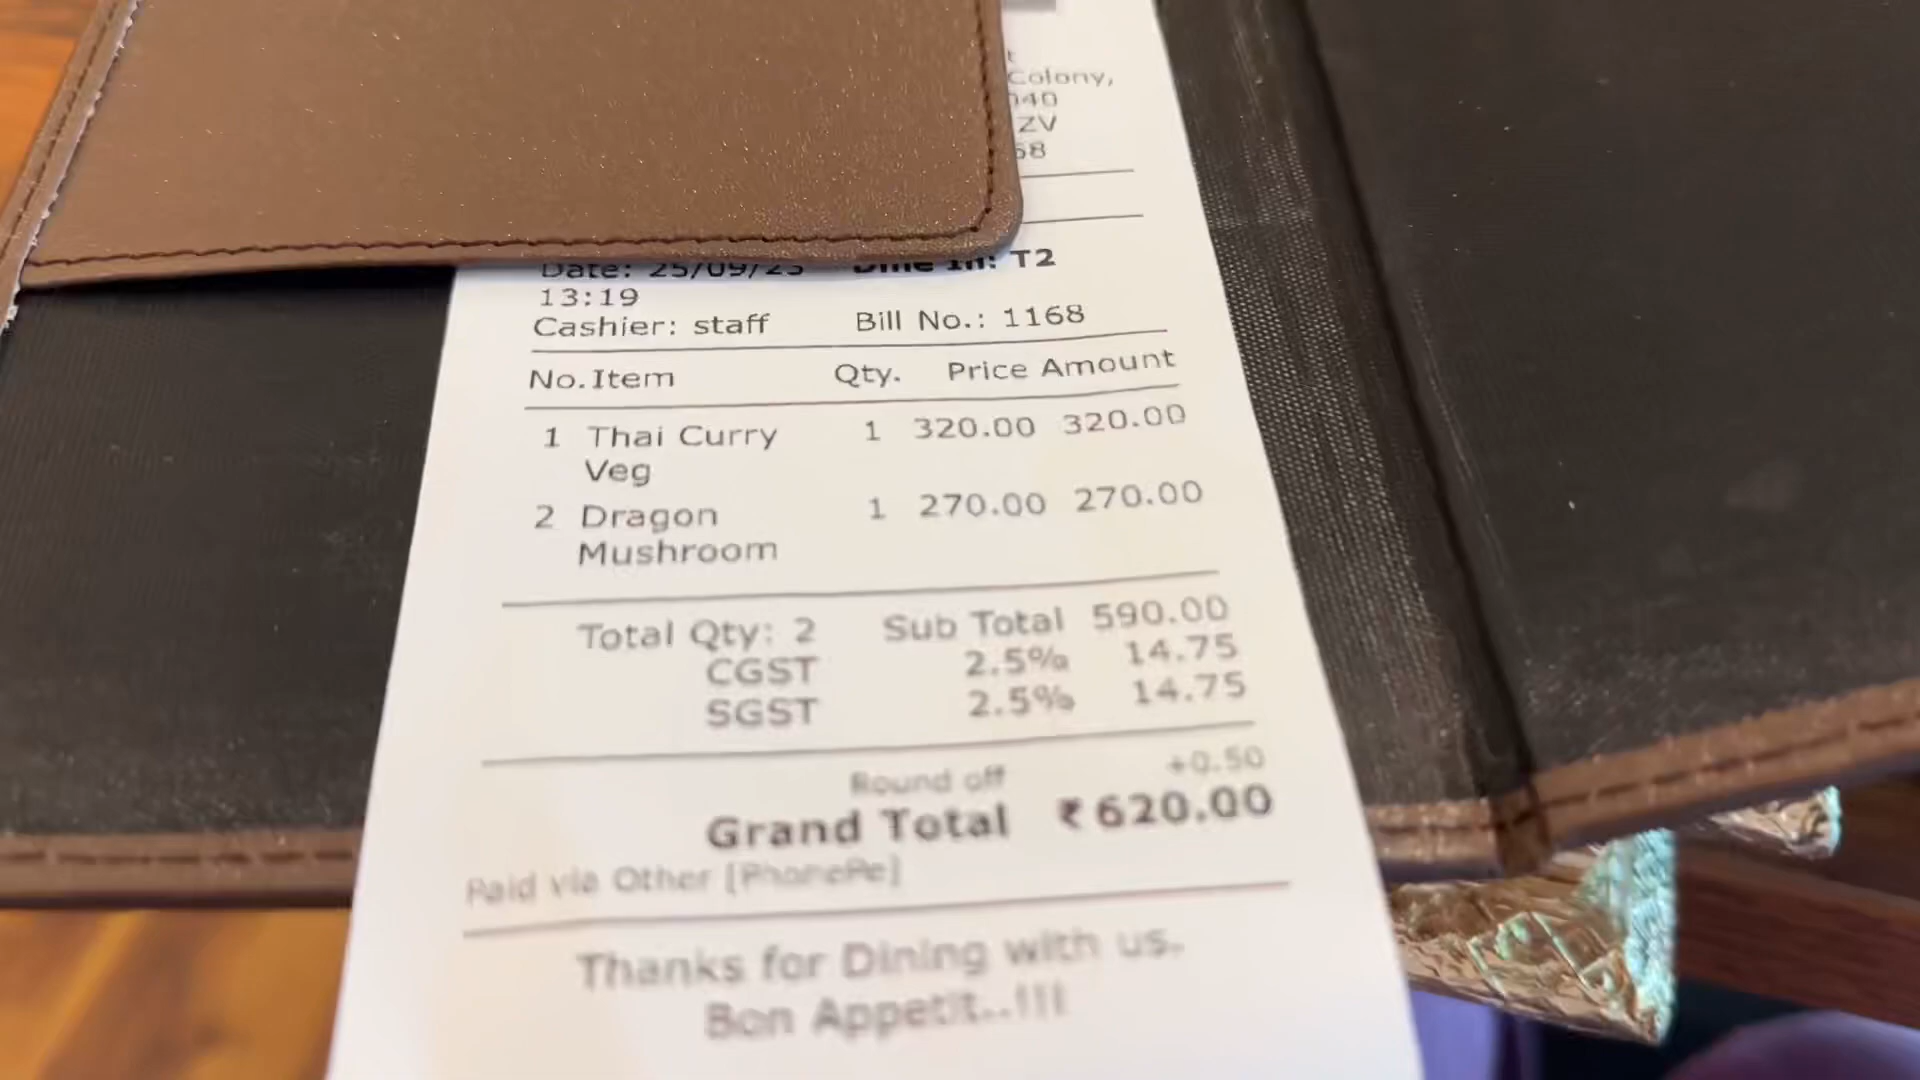 Colony,
ZV
Date: 25/09/23 Dine In: T2
13:19
Cashier: staff Bill No.: 1168
No.Item Qty. Price Amount
1 Thai Curry 1 320.00 320.00
Veg
2 Dragon 1 270.00 270.00
Mushroom
Total Qty: 2 Sub Total 590.00
CGST 2.5% 14.75
SGST 2.5% 14.75
Round off +0.50
Grand Total ₹620.00
Paid via Other [PhonePe]
Thanks for Dining with us.
Bon Appetit..!!!